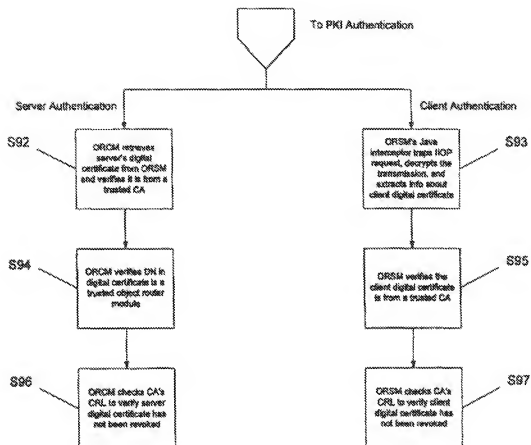 To PKI Authentication
Server Authentication
Client Authentication
S92
ORCM retrieves
server's digital
certificate from ORSM
and verifies it is from a
trusted CA
S93
ORSM's Java
interceptor traps IIOP
request, decrypts the
transmission, and
extracts info about
client digital certificate
S94
ORCM verifies DN in
digital certificate is a
trusted object router
module
S95
ORSM verifies the
client digital certificate
is from a trusted CA
S96
ORCM checks CA's
CRL to verify server
digital certificate has
not been revoked
S97
ORSM checks CA's
CRL to verify client
digital certificate has
not been revoked